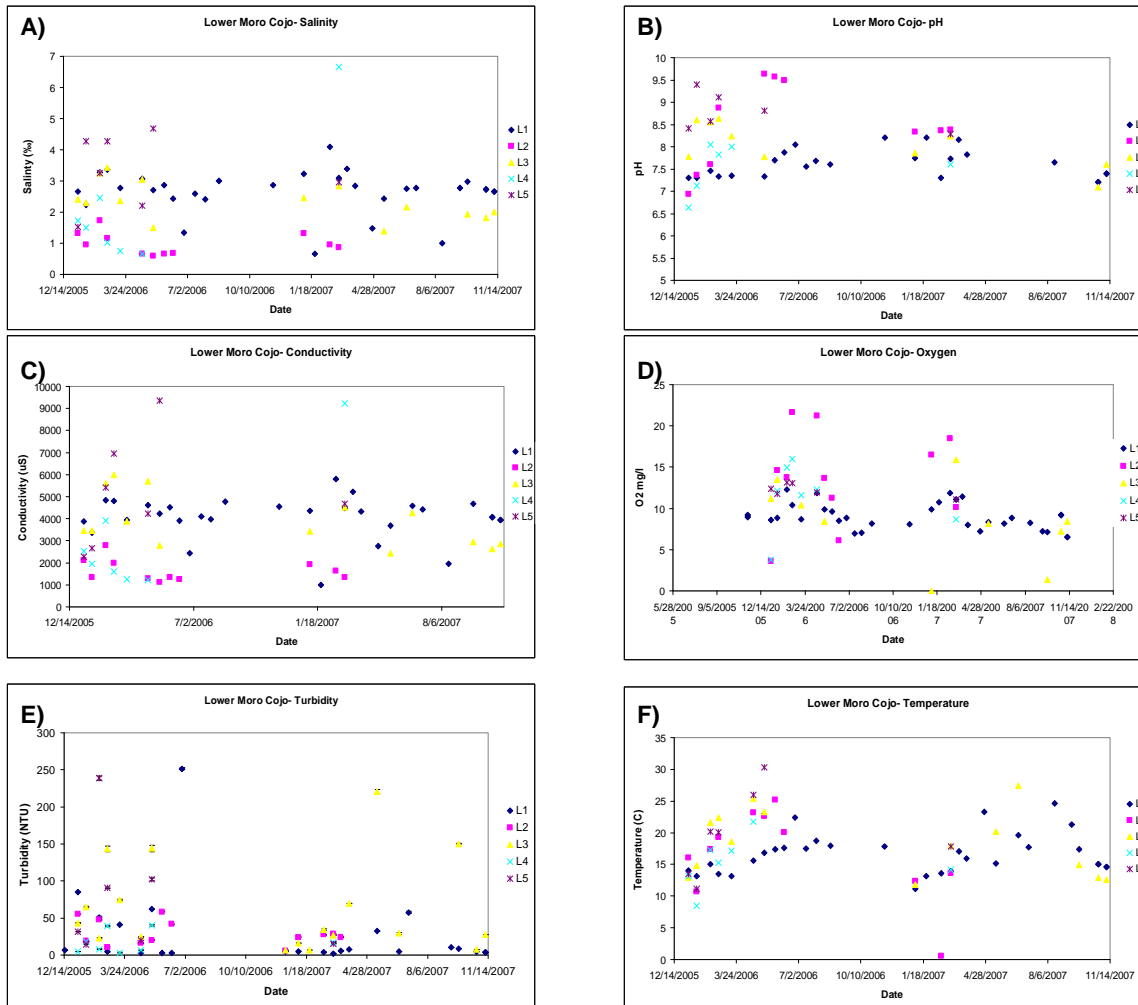 A)
Lower Moro Cojo- Salinity
7
6
5
4
3
2
1
0
Salinity (‰)
12/14/2005 3/24/2006 7/2/2006 10/10/2006 1/18/2007 4/28/2007 8/6/2007 11/14/2007
Date
L1
L2
L3
L4
L5
B)
Lower Moro Cojo- pH
10
9.5
9
8.5
8
7.5
7
6.5
6
5.5
5
pH
12/14/2005 3/24/2006 7/2/2006 10/10/2006 1/18/2007 4/28/2007 8/6/2007 11/14/2007
Date
L
L
L
L
L
C)
Lower Moro Cojo- Conductivity
10000
9000
8000
7000
6000
5000
4000
3000
2000
1000
0
Conductivity (uS)
12/14/2005 7/2/2006 1/18/2007 8/6/2007
Date
L1
L2
L3
L4
L5
D)
Lower Moro Cojo- Oxygen
25
20
15
10
5
0
O2 mg/l
5/28/200 9/5/2005 12/14/20 3/24/200 7/2/2006 10/10/20 1/18/200 4/28/200 8/6/2007 11/14/20 2/22/200
5 05 6 06 7 7 07 8
Date
L1
L2
L3
L4
L5
E)
Lower Moro Cojo- Turbidity
300
250
200
150
100
50
0
Turbidity (NTU)
12/14/2005 3/24/2006 7/2/2006 10/10/2006 1/18/2007 4/28/2007 8/6/2007 11/14/2007
Date
L1
L2
L3
L4
L5
F)
Lower Moro Cojo- Temperature
35
30
25
20
15
10
5
0
Temperature (C)
12/14/2005 3/24/2006 7/2/2006 10/10/2006 1/18/2007 4/28/2007 8/6/2007 11/14/2007
Date
L
L
L
L
L